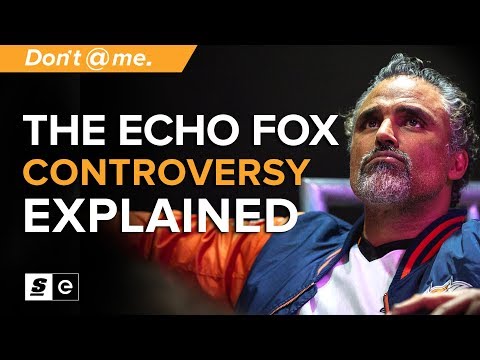 Don't @ me.
THE ECHO FOX
CONTROVERSY
EXPLAINED
S e